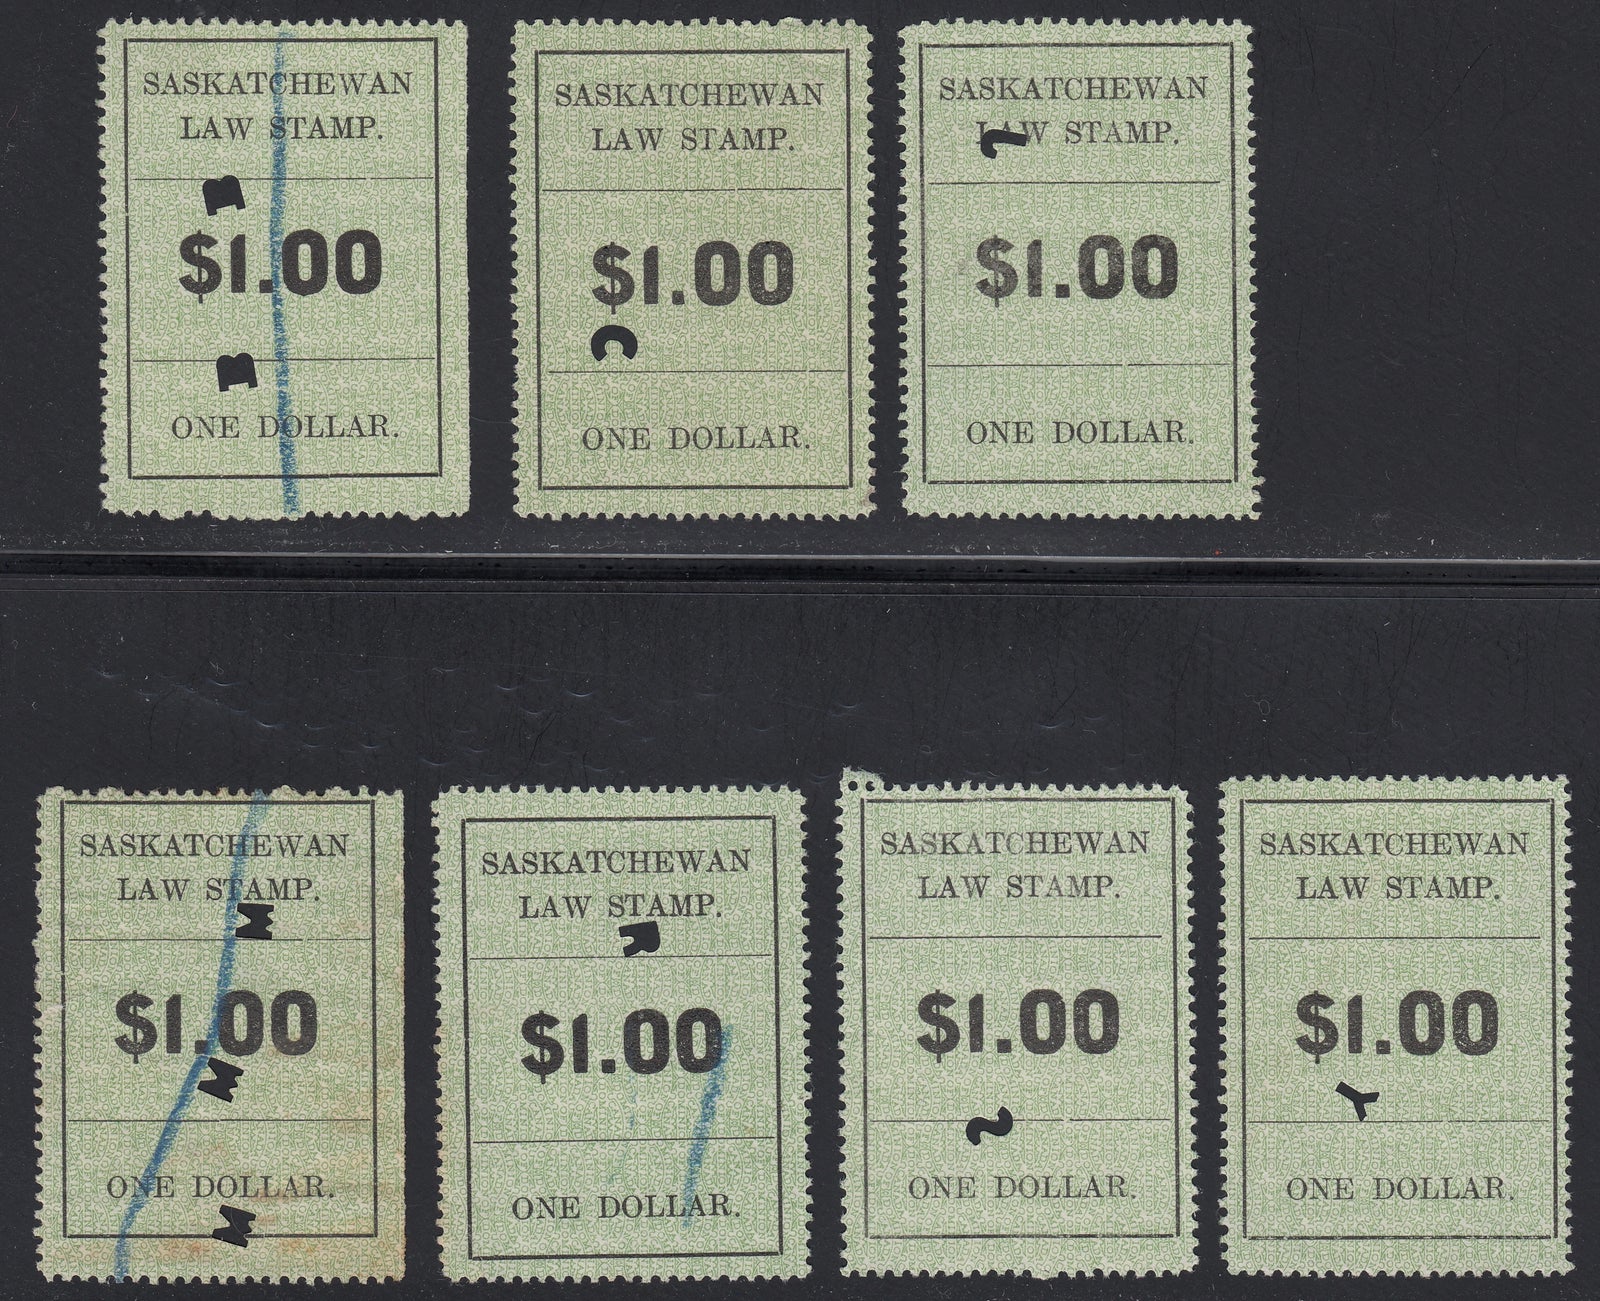 SASKATCHEWAN
LAW STAMP.
$1.00
ONE DOLLAR.
SASKATCHEWAN
LAW STAMP.
$1.00
C
ONE DOLLAR.
SASKATCHEWAN
LAW STAMP.
$1.00
ONE DOLLAR.
SASKATCHEWAN
LAW STAMP.
M
$1.00
M
ONE DOLLAR.
M
SASKATCHEWAN
LAW STAMP.
R
$1.00
ONE DOLLAR.
SASKATCHEWAN
LAW STAMP.
$1.00
ONE DOLLAR.
SASKATCHEWAN
LAW STAMP.
$1.00
Y
ONE DOLLAR.